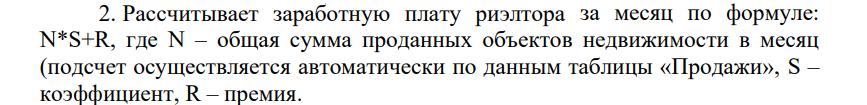 2. Рассчитывает заработную плату риэлтора за месяц по формуле:
N*S+R, где N – общая сумма проданных объектов недвижимости в месяц
(подсчет осуществляется автоматически по данным таблицы «Продажи», S –
коэффициент, R – премия.